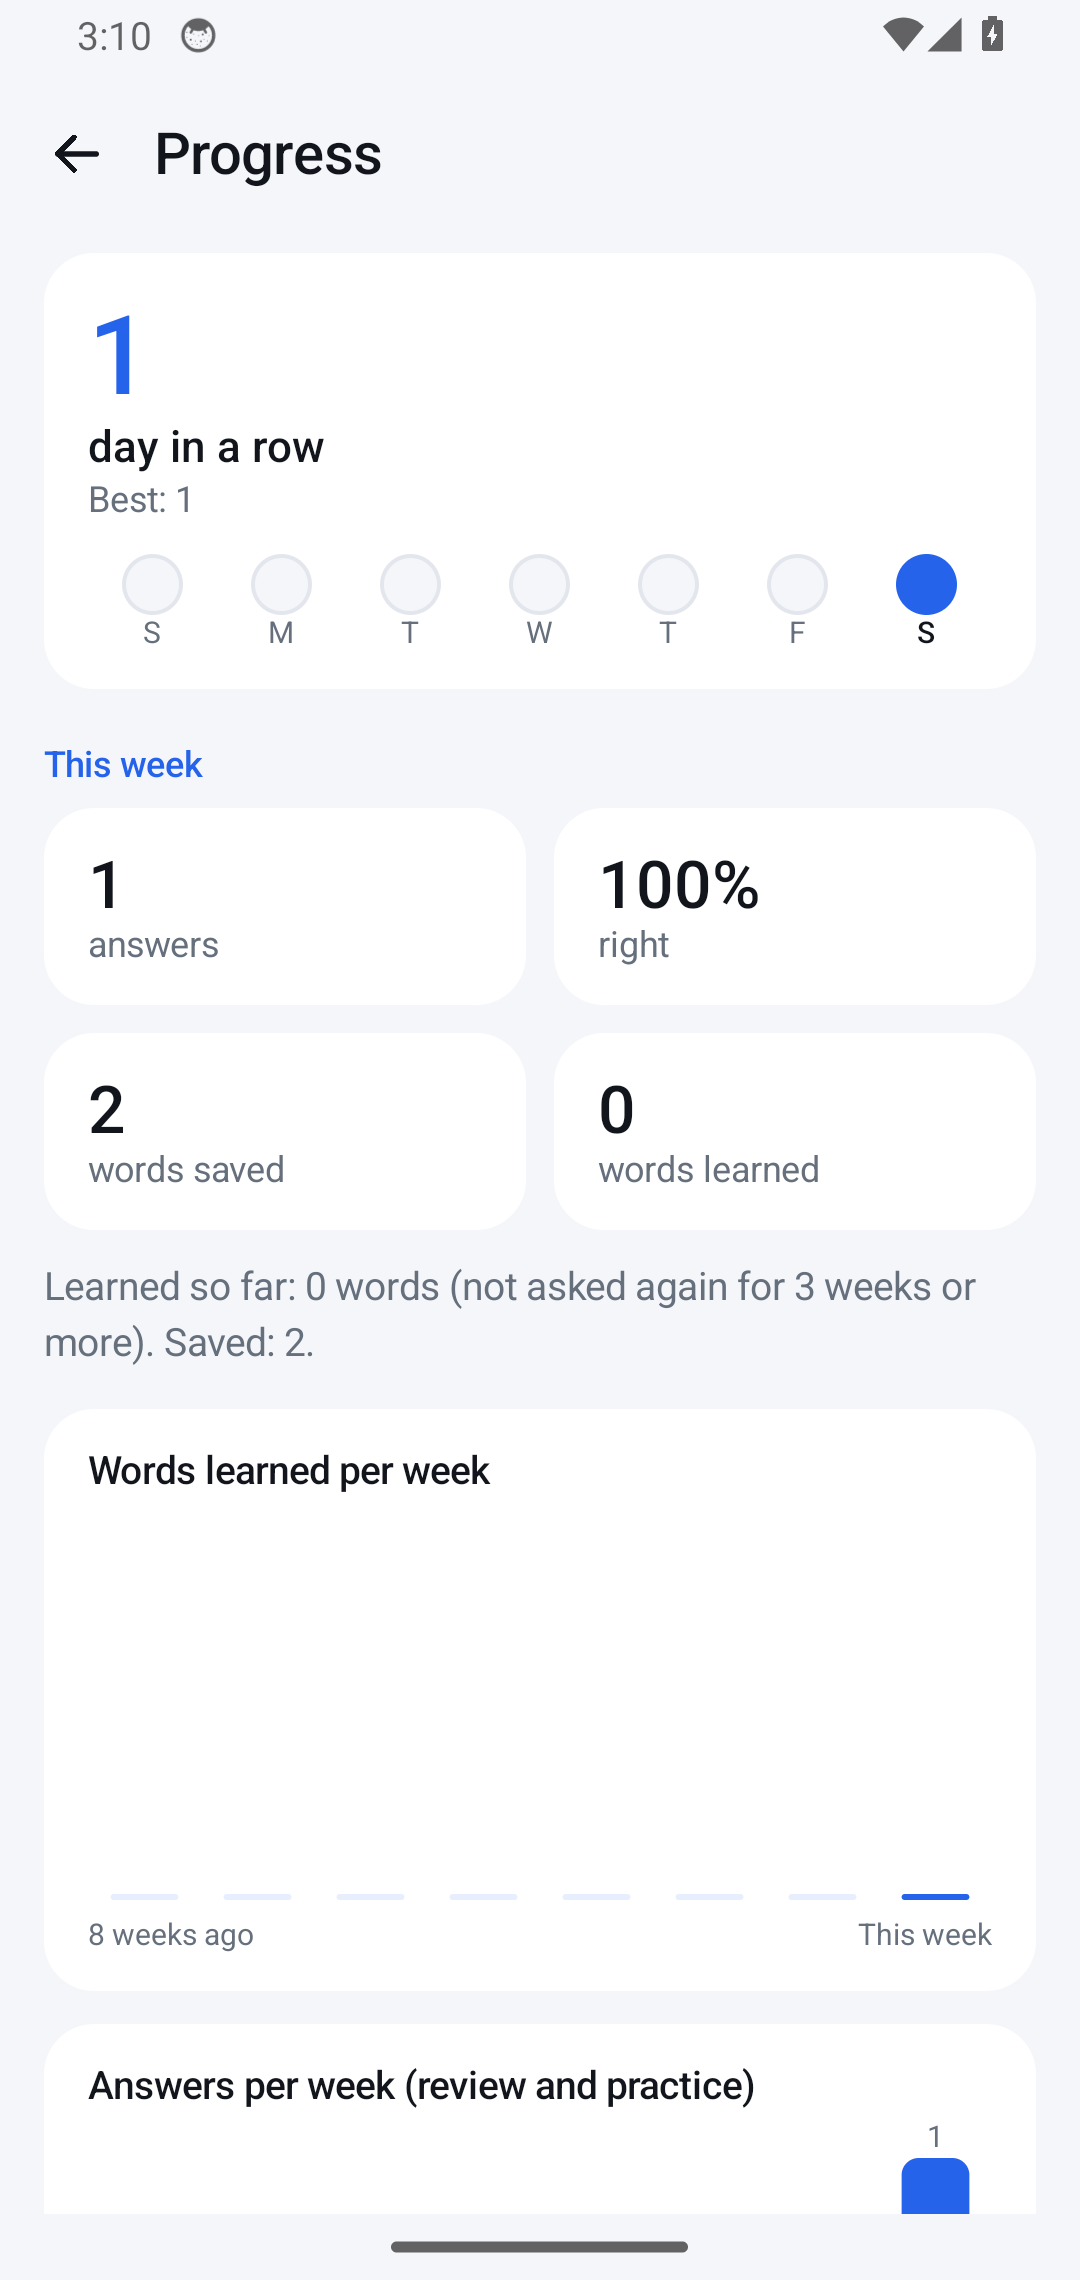 3:10
Progress
1
day in a row
Best: 1
S M T W T F S
This week
1
answers
100%
right
2
words saved
0
words learned
Learned so far: 0 words (not asked again for 3 weeks or
more). Saved: 2.
Words learned per week
8 weeks ago This week
Answers per week (review and practice)
1